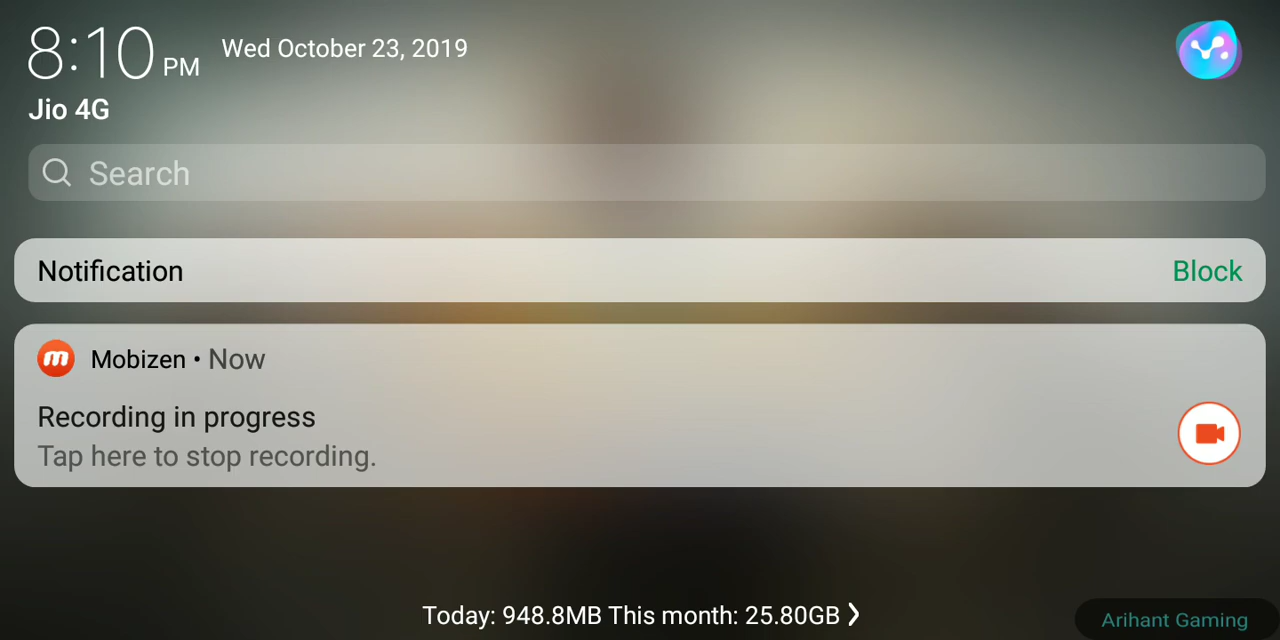 8:10 PM Wed October 23, 2019
Jio 4G
Search
Notification Block
m Mobizen • Now
Recording in progress
Tap here to stop recording.
Today: 948.8MB This month: 25.80GB ❯
Arihant Gaming